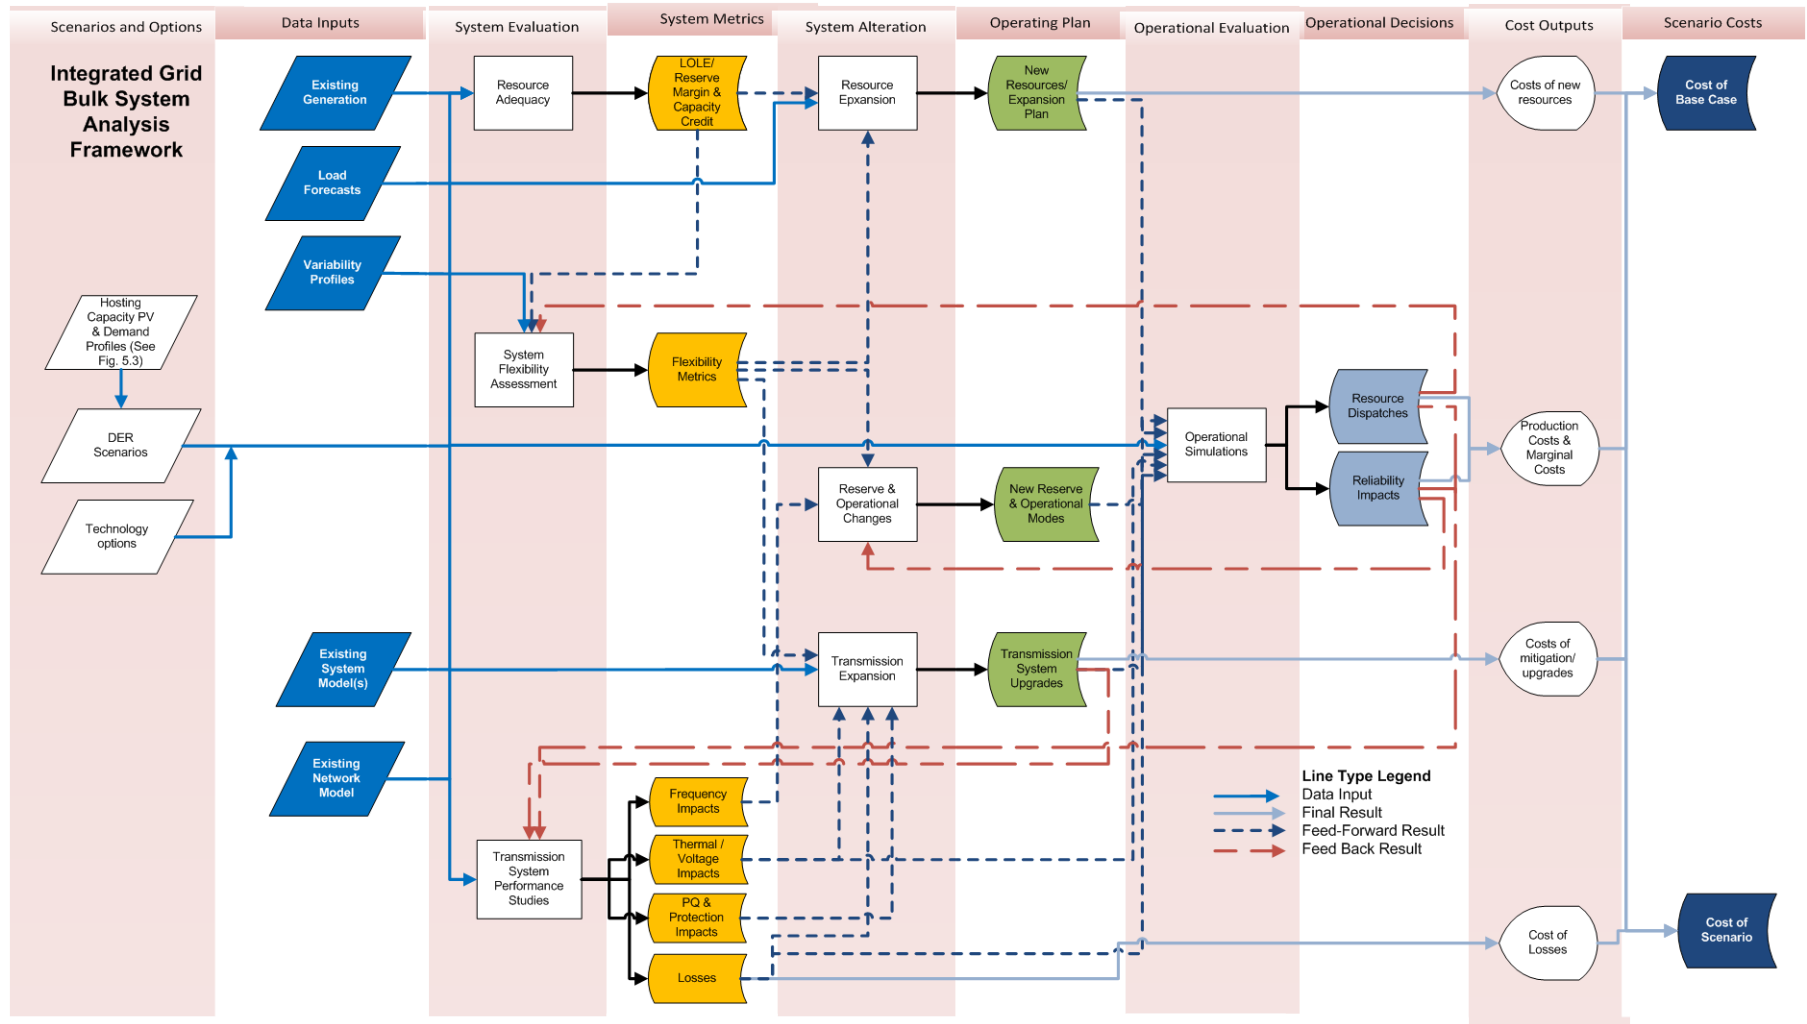 Scenarios and Options
Data Inputs
System Evaluation
System Metrics
System Alteration
Operating Plan
Operational Evaluation
Operational Decisions
Cost Outputs
Scenario Costs
Integrated Grid
Bulk System
Analysis
Framework
Existing
Generation
Resource
Adequacy
LOLE/
Reserve
Margin & Capacity
Credit
Resource
Epxansion
New
Resources/
Expansion
Plan
Costs of new
resources
Cost of
Base Case
Load
Forecasts
Variability
Profiles
Hosting
Capacity PV
& Demand
Profiles (See
Fig. 5.3)
System
Flexibility
Assessment
Flexibility
Metrics
DER
Scenarios
Technology
options
Reserve &
Operational
Changes
New Reserve
& Operational
Modes
Operational
Simulations
Resource
Dispatches
Reliability
Impacts
Production
Costs &
Marginal
Costs
Existing
System
Model(s)
Transmission
Expansion
Transmission
System
Upgrades
Costs of
mitigation/
upgrades
Existing
Network
Model
Frequency
Impacts
Thermal /
Voltage
Impacts
Transmission
System
Performance
Studies
PQ &
Protection
Impacts
Losses
Line Type Legend
Data Input
Final Result
Feed-Forward Result
Feed Back Result
Cost of
Losses
Cost of
Scenario